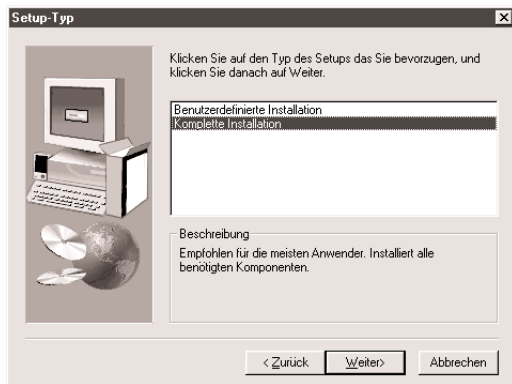 Setup-Typ
Klicken Sie auf den Typ des Setups das Sie bevorzugen, und
klicken Sie danach auf Weiter.
Benutzerdefinierte Installation
Komplette Installation
Beschreibung
Empfohlen für die meisten Anwender. Installiert alle
benötigten Komponenten.
< Zurück
Weiter>
Abbrechen